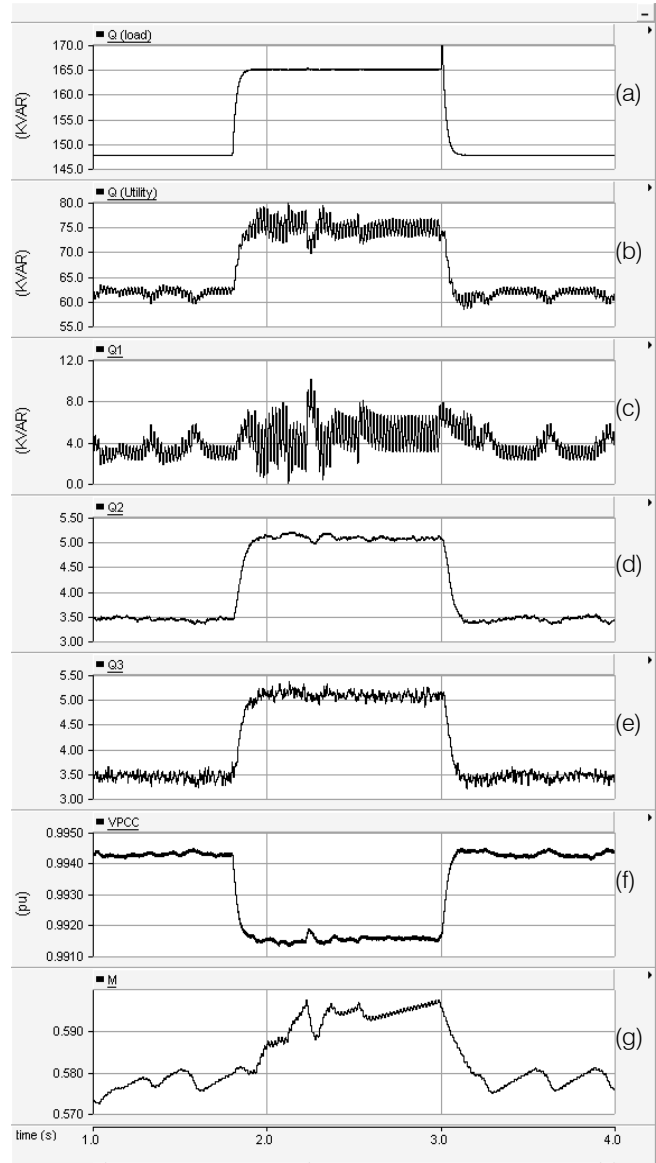 Q (load)
170.0
165.0
160.0
155.0
150.0
145.0
(KVAR)
(a)
Q (Utility)
80.0
75.0
70.0
65.0
60.0
55.0
(KVAR)
(b)
Q1
12.0
8.0
4.0
0.0
(KVAR)
(c)
Q2
5.50
5.00
4.50
4.00
3.50
3.00
(d)
Q3
5.50
5.00
4.50
4.00
3.50
3.00
(e)
VPCC
0.9950
0.9940
0.9930
0.9920
0.9910
(pu)
(f)
M
0.590
0.580
0.570
(g)
time (s) 1.0 2.0 3.0 4.0